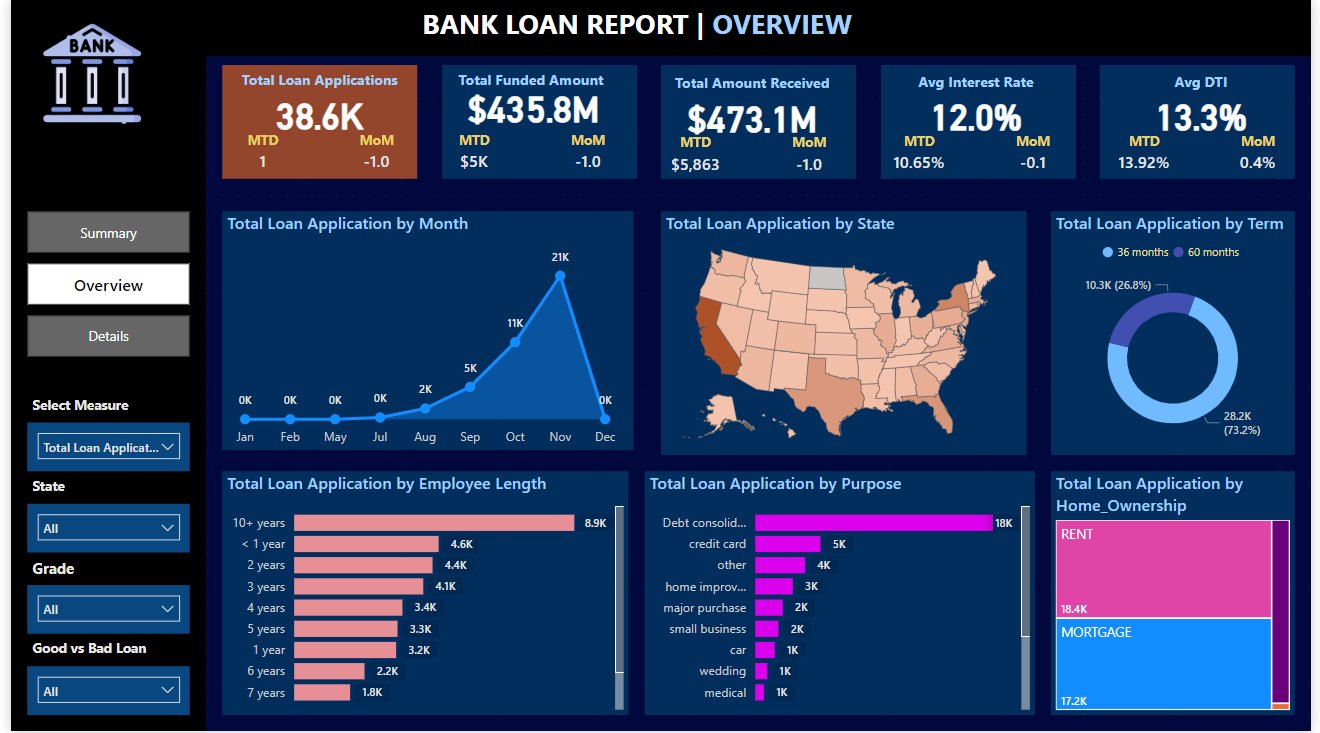 BANK LOAN REPORT | OVERVIEW
BANK
Total Loan Applications
38.6K
MTD MoM
1 -1.0
Total Funded Amount
$435.8M
MTD MoM
$5K -1.0
Total Amount Received
$473.1M
MTD MoM
$5,863 -1.0
Avg Interest Rate
12.0%
MTD MoM
10.65% -0.1
Avg DTI
13.3%
MTD MoM
13.92% 0.4%
Summary
Overview
Details
Select Measure
Total Loan Applicat...
State
All
Grade
All
Good vs Bad Loan
All
Total Loan Application by Month
21K
11K
5K
2K
0K 0K 0K 0K 0K
Jan Feb May Jul Aug Sep Oct Nov Dec
Total Loan Application by State
Total Loan Application by Term
36 months 60 months
10.3K (26.8%)
28.2K
(73.2%)
Total Loan Application by Employee Length
10+ years 8.9K
< 1 year 4.6K
2 years 4.4K
3 years 4.1K
4 years 3.4K
5 years 3.3K
1 year 3.2K
6 years 2.2K
7 years 1.8K
Total Loan Application by Purpose
Debt consolid... 18K
credit card 5K
other 4K
home improv... 3K
major purchase 2K
small business 2K
car 1K
wedding 1K
medical 1K
Total Loan Application by
Home_Ownership
RENT
18.4K
MORTGAGE
17.2K